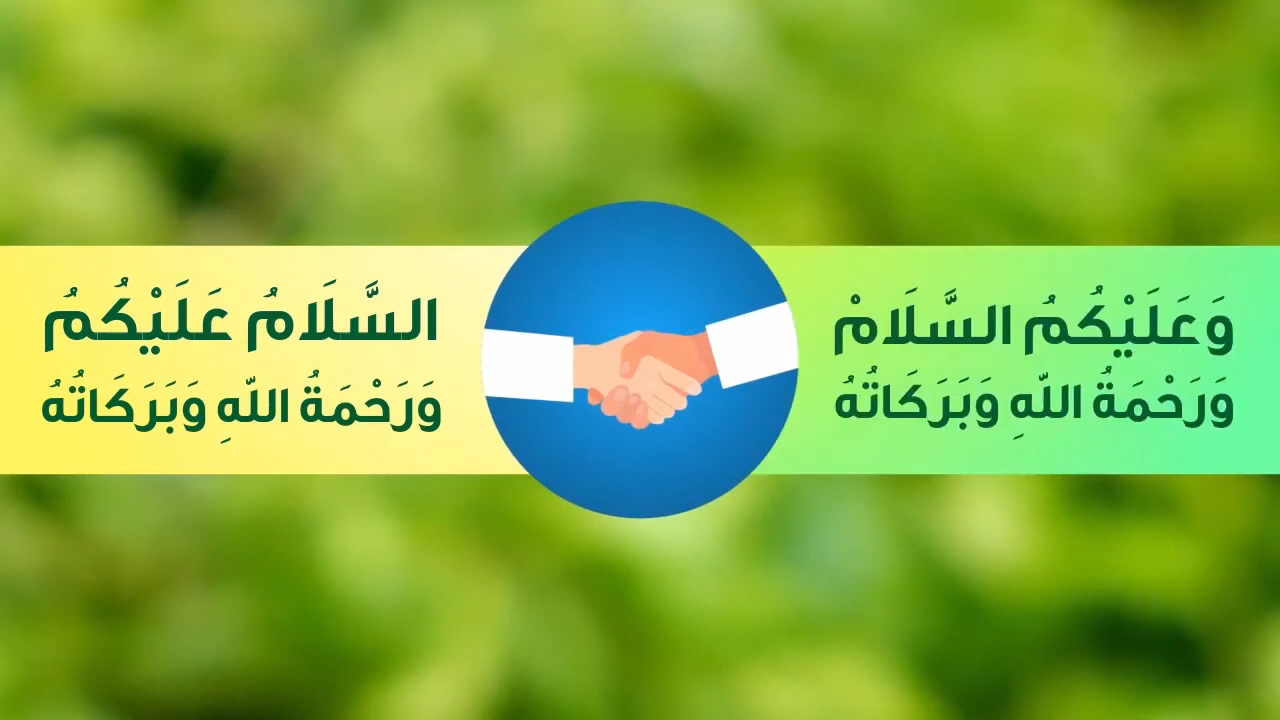 السَّلَامُ عَلَيْكُمُ
وَرَحْمَةُ اللّهِ وَبَرَكَاتُهُ
وَعَلَيْكُمُ السَّلَامْ
وَرَحْمَةُ اللّهِ وَبَرَكَاتُهُ